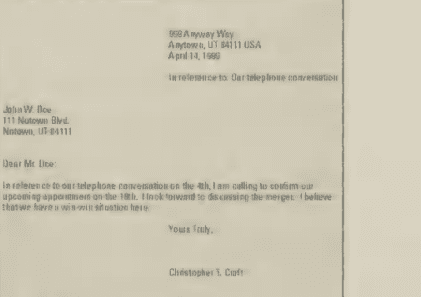 999 Anyway Way
Anytown, UT 84111 USA
April 14, 1999
In reference to: Our telephone conversation
John W. Doe
111 Notown Blvd.
Notown, UT 84111
Dear Mr. Doe:
In reference to our telephone conversation on the 4th, I am calling to confirm our
upcoming appointment on the 18th. I look forward to discussing the merger. I believe
that we have a win-win situation here.
Yours Truly,
Christopher T. Croft